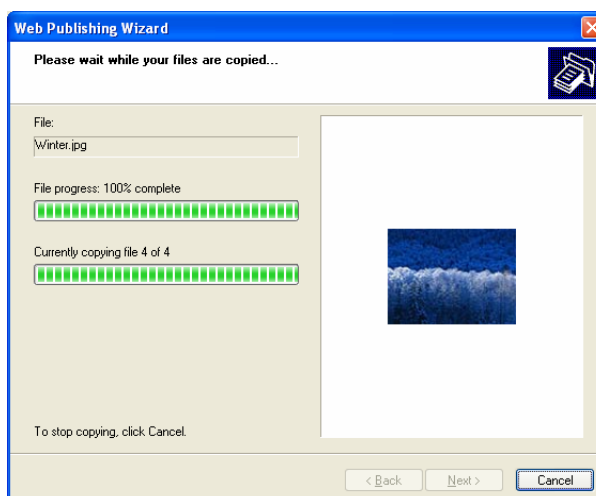 Web Publishing Wizard
Please wait while your files are copied...
File:
Winter.jpg
File progress: 100% complete
Currently copying file 4 of 4
To stop copying, click Cancel.
< Back
Next >
Cancel